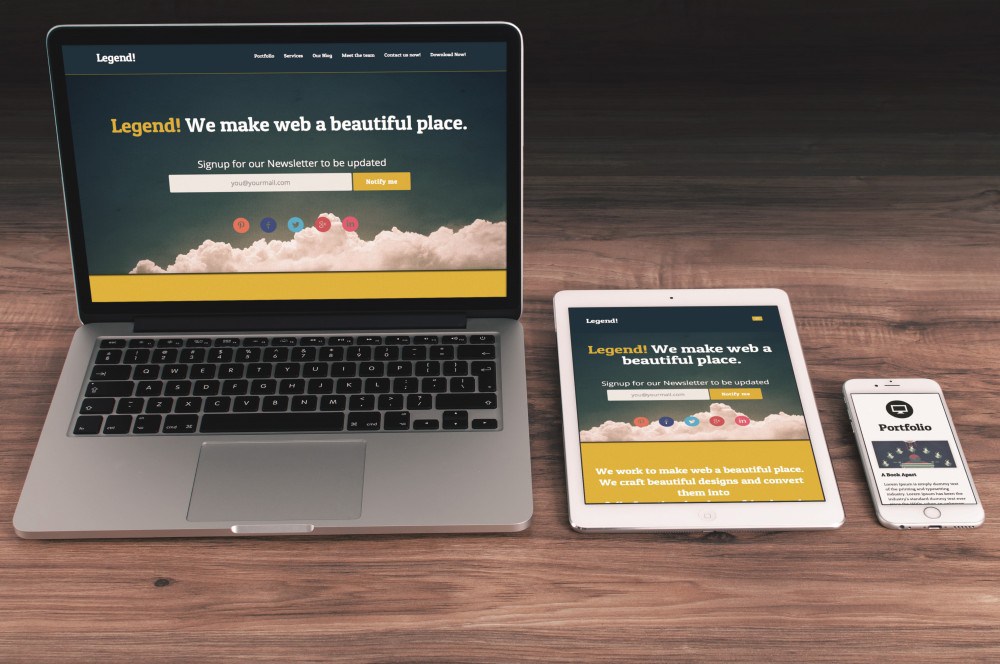 Legend!
Portfolio Services Our Blog Meet the team Contact us now! Download Now!
Legend! We make web a beautiful place.
Signup for our Newsletter to be updated
you@yourmail.com Notify me
Q W E R T Y U I O P
A S D F G H J K L
Z X C V B N M
alt cmd cmd alt
Legend!
Legend! We make web a
beautiful place.
Signup for our Newsletter to be updated
you@yourmail.com Notify me
We work to make web a beautiful place.
We craft beautiful designs and convert
them into
Portfolio
A Book Apart
Lorem Ipsum is simply dummy text
of the printing and typesetting
industry. Lorem Ipsum has been the
industry's standard dummy text ever